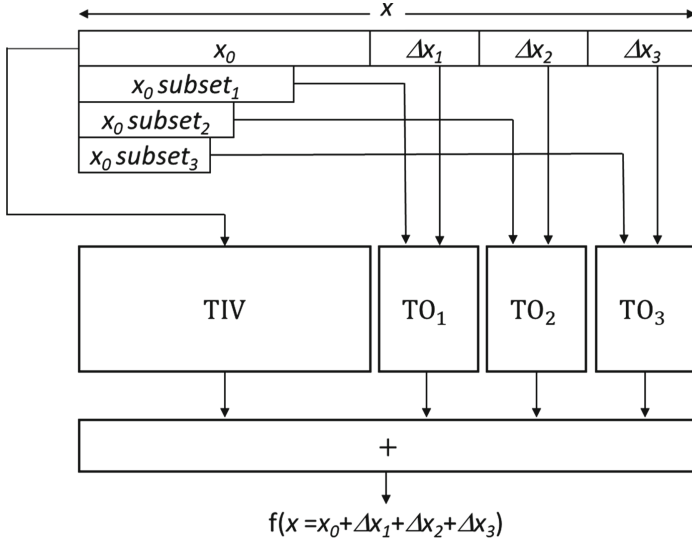 x
x₀ Δx₁ Δx₂ Δx₃
x₀ subset₁
x₀ subset₂
x₀ subset₃
TIV TO₁ TO₂ TO₃
+
f(x =x₀+Δx₁+Δx₂+Δx₃)